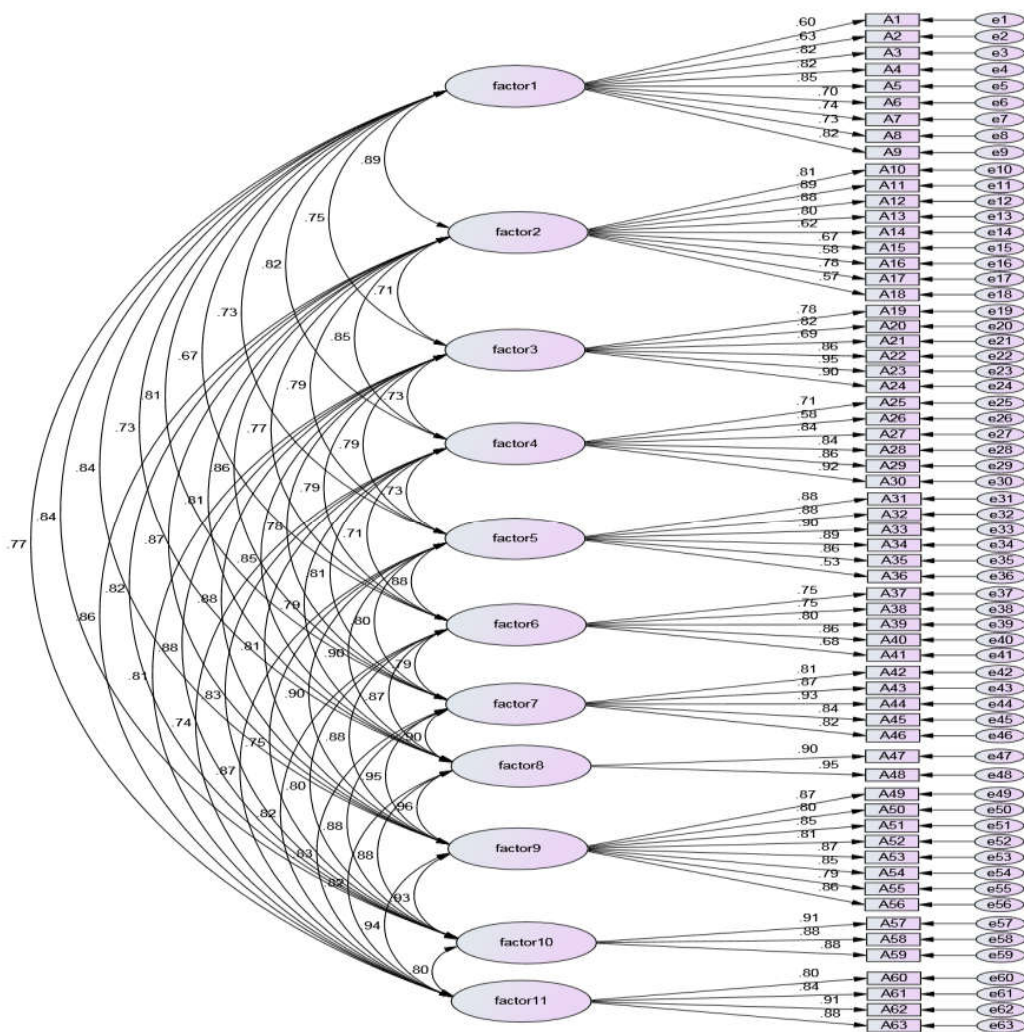 .60 A1 e1
.63 A2 e2
.82 A3 e3
.82 A4 e4
.85 A5 e5
factor1
.70 A6 e6
.74 A7 e7
.73 A8 e8
.82 A9 e9
.89
.81 A10 e10
.89 A11 e11
.88 A12 e12
.80 A13 e13
.75
.62 A14 e14
factor2
.67 A15 e15
.58 A16 e16
.82
.78 A17 e17
.57 A18 e18
.71
.78 A19 e19
.73
.82 A20 e20
.69 A21 e21
.85
factor3
.86 A22 e22
.67
.95 A23 e23
.79
.90 A24 e24
.81
.73
.71 A25 e25
.58 A26 e26
.73
.77
.84 A27 e27
.79
factor4
.84 A28 e28
.86 A29 e29
.84
.86
.92 A30 e30
.79
.73
.81
.88 A31 e31
.88 A32 e32
.84
.90 A33 e33
.78
.71
factor5
.89 A34 e34
.77
.87
.85
.86 A35 e35
.81
.88
.53 A36 e36
.82
.75 A37 e37
.88
.79
.75 A38 e38
.86
.80
factor6
.80 A39 e39
.88
.81
.90
.86 A40 e40
.79
.68 A41 e41
.81
.83
.90
.87
.81 A42 e42
.87 A43 e43
factor7
.93 A44 e44
.74
.84 A45 e45
.75
.88
.90
.82 A46 e46
.90 A47 e47
factor8
.87
.95
.95 A48 e48
.80
.87 A49 e49
.96
.80 A50 e50
.82
.88
.85 A51 e51
.81 A52 e52
factor9
.83
.88
.87 A53 e53
.85 A54 e54
.82
.79 A55 e55
.93
.86 A56 e56
.94
.91 A57 e57
factor10
.88 A58 e58
.88 A59 e59
.80
.80 A60 e60
.84 A61 e61
factor11
.91 A62 e62
.88 A63 e63